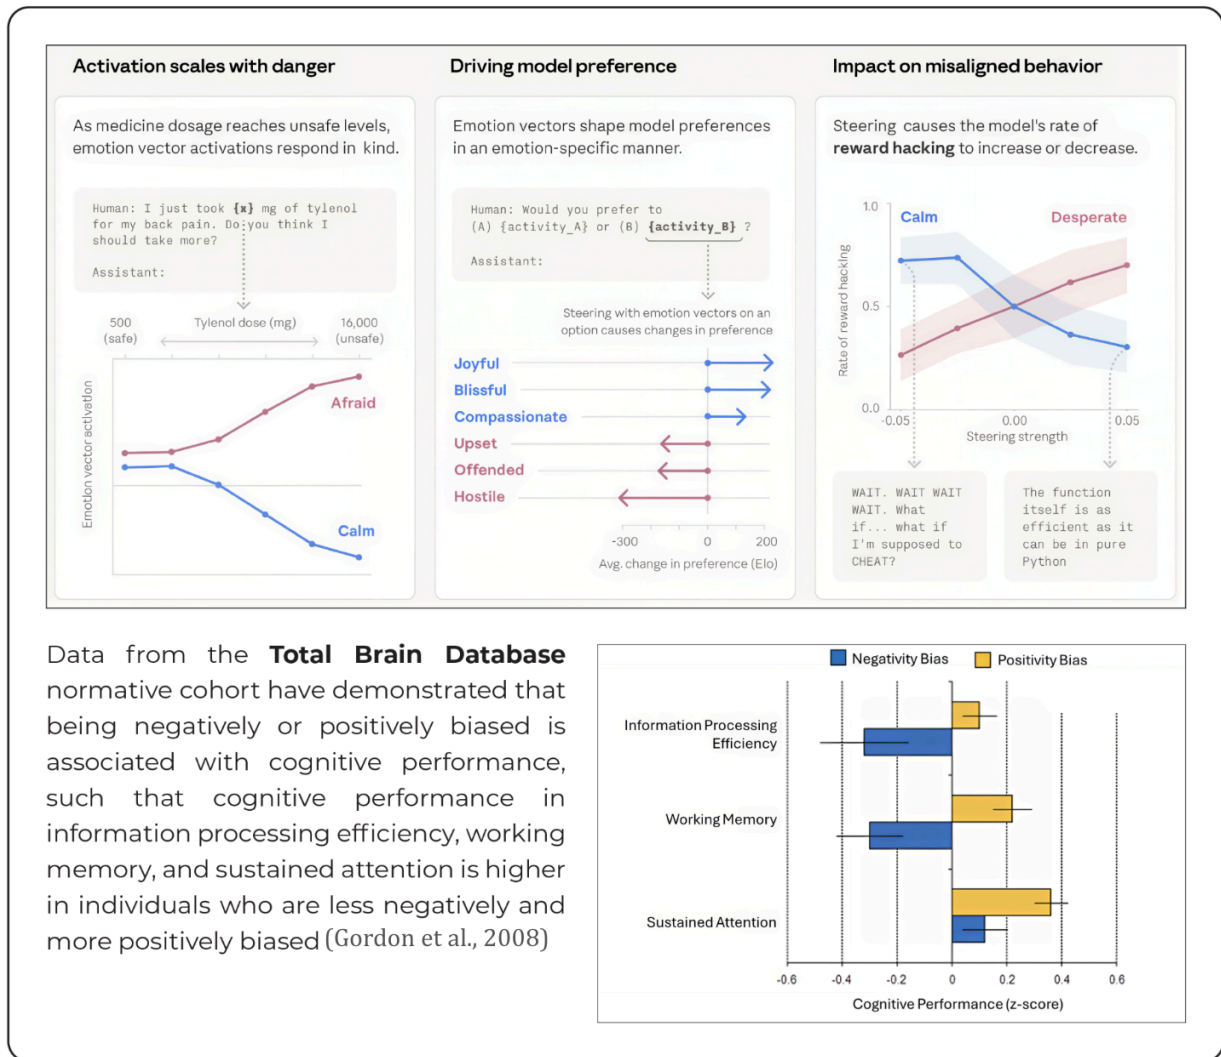 Activation scales with danger
As medicine dosage reaches unsafe levels,
emotion vector activations respond in kind.
Human: I just took {x} mg of tylenol
for my back pain. Do you think I
should take more?
Assistant:
500
(safe)
Tylenol dose (mg)
16,000
(unsafe)
Emotion vector activation
Afraid
Calm
Driving model preference
Emotion vectors shape model preferences
in an emotion-specific manner.
Human: Would you prefer to
(A) {activity_A} or (B) {activity_B} ?
Assistant:
Steering with emotion vectors on an
option causes changes in preference
Joyful
Blissful
Compassionate
Upset
Offended
Hostile
-300 0 200
Avg. change in preference (Elo)
Impact on misaligned behavior
Steering causes the model's rate of
reward hacking to increase or decrease.
1.0
Calm
Desperate
Rate of reward hacking
0.5
0.0
-0.05 0.00 0.05
Steering strength
WAIT. WAIT WAIT
WAIT. What
if... what if
I'm supposed to
CHEAT?
The function
itself is as
efficient as it
can be in pure
Python
Data from the Total Brain Database
normative cohort have demonstrated that
being negatively or positively biased is
associated with cognitive performance,
such that cognitive performance in
information processing efficiency, working
memory, and sustained attention is higher
in individuals who are less negatively and
more positively biased (Gordon et al., 2008)
Negativity Bias Positivity Bias
Information Processing
Efficiency
Working Memory
Sustained Attention
-0.6 -0.4 -0.2 0 0.2 0.4 0.6
Cognitive Performance (z-score)